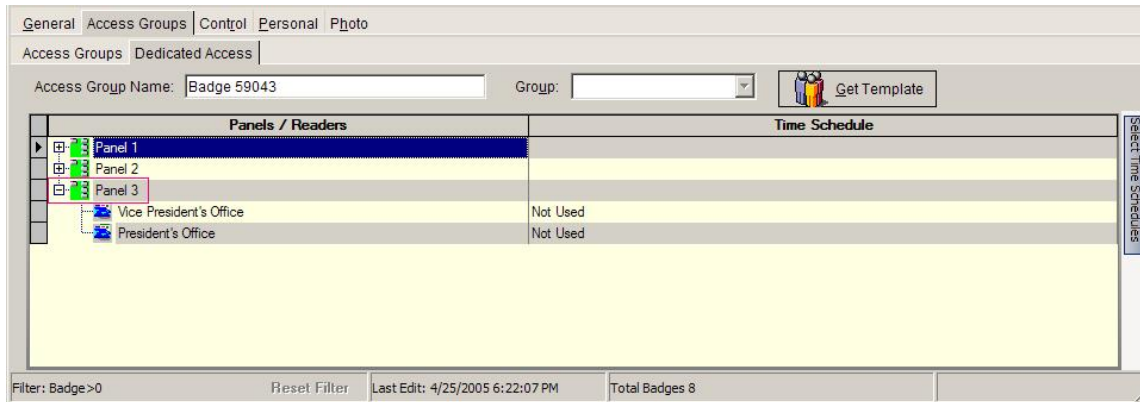 General Access Groups Control Personal Photo
Access Groups Dedicated Access
Access Group Name: Badge 59043 Group: Get Template
Panels / Readers Time Schedule
Panel 1
Panel 2
Panel 3
Vice President's Office Not Used
President's Office Not Used
Select Time Schedules
Filter: Badge>0 Reset Filter Last Edit: 4/25/2005 6:22:07 PM Total Badges 8